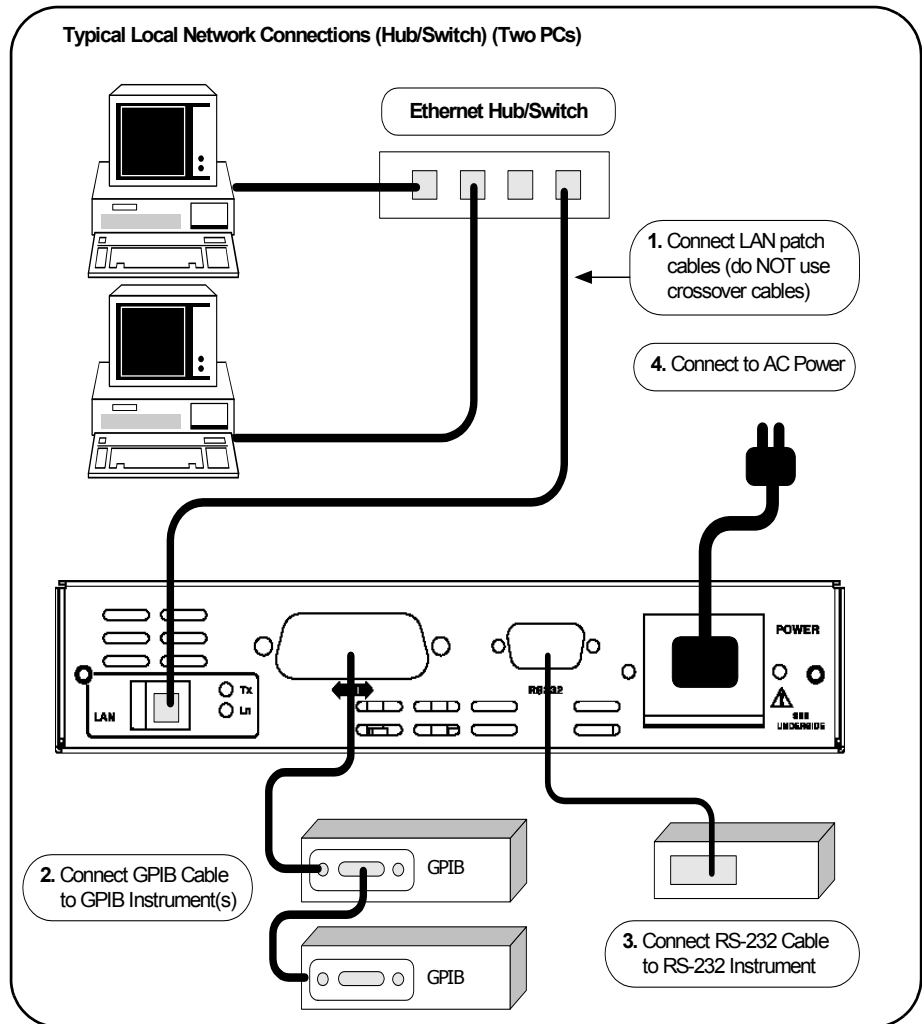 Typical Local Network Connections (Hub/Switch) (Two PCs)
Ethernet Hub/Switch
1. Connect LAN patch
cables (do NOT use
crossover cables)
4. Connect to AC Power
POWER
Tx
Ln
LAN
RS232
SEE
UNDERSIDE
GPIB
2. Connect GPIB Cable
to GPIB Instrument(s)
3. Connect RS-232 Cable
to RS-232 Instrument
GPIB